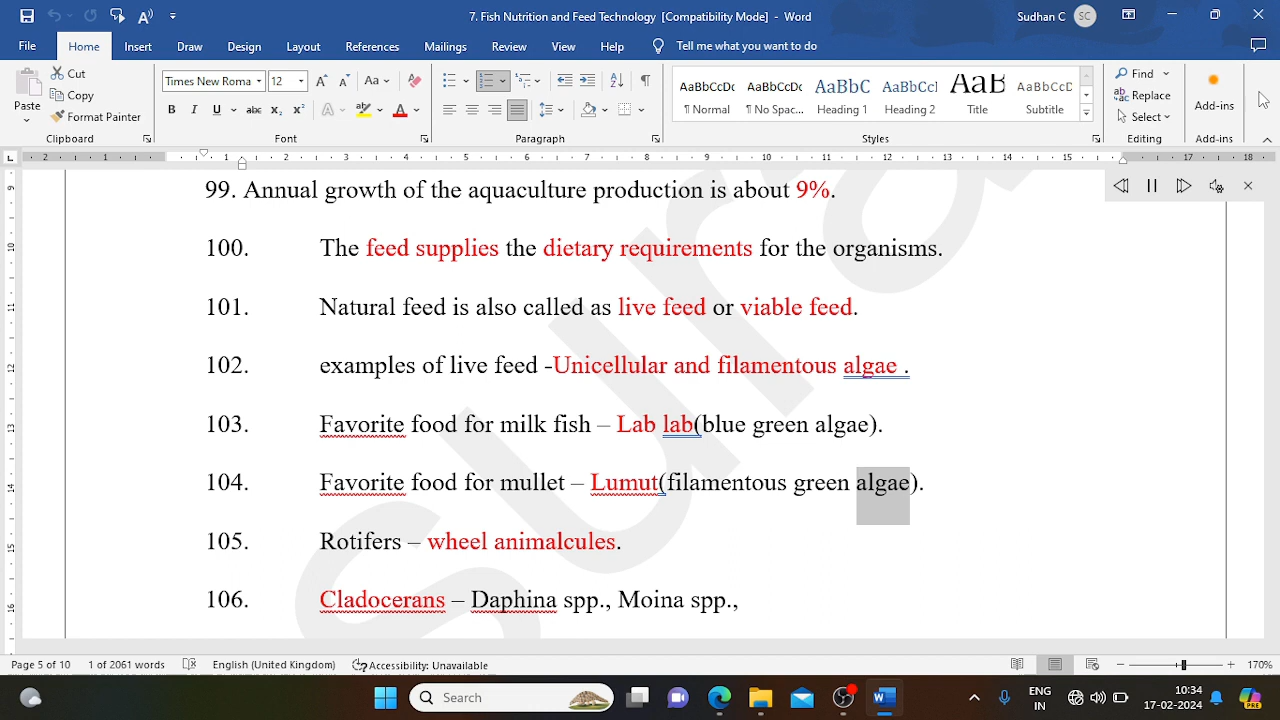 7. Fish Nutrition and Feed Technology [Compatibility Mode] - Word
Sudhan C
SC
File Home Insert Draw Design Layout References Mailings Review View Help Tell me what you want to do
Paste
Cut
Copy
Format Painter
Clipboard
Times New Roma
12
Font
Paragraph
AaBbCcDc AaBbCcDc AaBbC AaBbCcI AaB AaBbCcD
¶ Normal ¶ No Spac... Heading 1 Heading 2 Title Subtitle
Styles
Find
Replace
Select
Editing
Add-ins
Add-ins
99. Annual growth of the aquaculture production is about 9%.
100. The feed supplies the dietary requirements for the organisms.
101. Natural feed is also called as live feed or viable feed.
102. examples of live feed -Unicellular and filamentous algae .
103. Favorite food for milk fish – Lab lab(blue green algae).
104. Favorite food for mullet – Lumut(filamentous green algae).
105. Rotifers – wheel animalcules.
106. Cladocerans – Daphina spp., Moina spp.,
sura
Page 5 of 10 1 of 2061 words English (United Kingdom) Accessibility: Unavailable 170%
Search
IN
10:34
17-02-2024
PRE